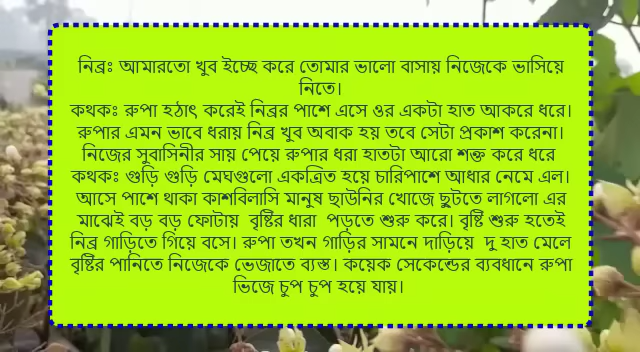 নিব্রঃ আমারতো খুব ইচ্ছে করে তোমার ভালো বাসায় নিজেকে ভাসিয়ে
নিতে।
কথকঃ রুপা হঠাৎ করেই নিব্রর পাশে এসে ওর একটা হাত আকরে ধরে।
রুপার এমন ভাবে ধরায় নিব্র খুব অবাক হয় তবে সেটা প্রকাশ করেনা।
নিজের সুবাসিনীর সায় পেয়ে রুপার ধরা হাতটা আরো শক্ত করে ধরে
কথকঃ গুড়ি গুড়ি মেঘগুলো একত্রিত হয়ে চারিপাশে আধার নেমে এল।
আসে পাশে থাকা কাশবিলাসি মানুষ ছাউনির খোজে ছুটতে লাগলো এর
মাঝেই বড় বড় ফোটায় বৃষ্টির ধারা পড়তে শুরু করে। বৃষ্টি শুরু হতেই
নিব্র গাড়িতে গিয়ে বসে। রুপা তখন গাড়ির সামনে দাড়িয়ে দু হাত মেলে
বৃষ্টির পানিতে নিজেকে ভেজাতে ব্যস্ত। কয়েক সেকেন্ডের ব্যবধানে রুপা
ভিজে চুপ চুপ হয়ে যায়।